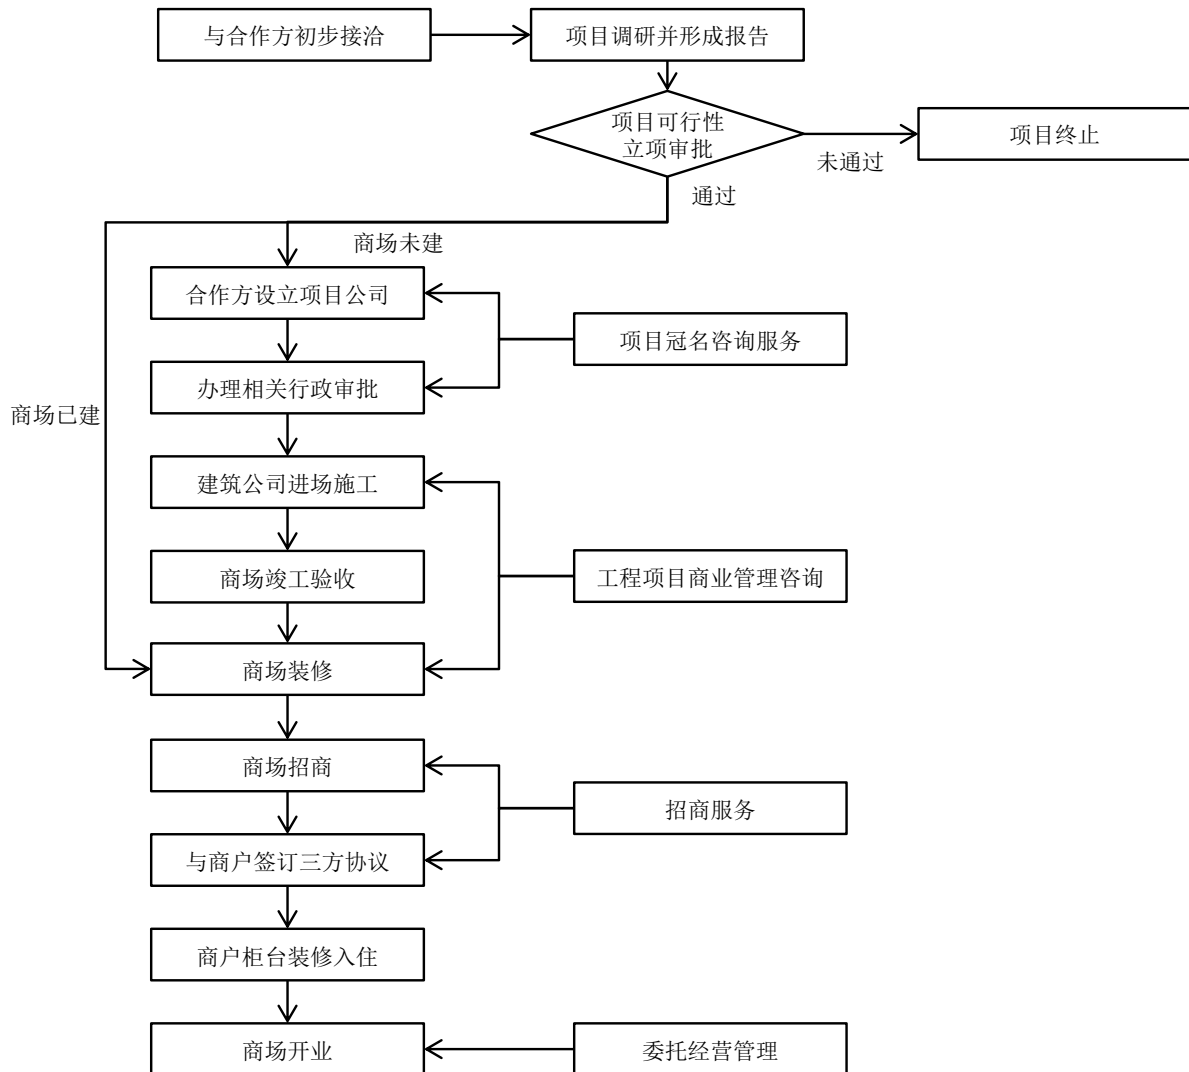 与合作方初步接洽
项目调研并形成报告
项目可行性
立项审批
项目终止
未通过
通过
商场未建
合作方设立项目公司
项目冠名咨询服务
办理相关行政审批
商场已建
建筑公司进场施工
商场竣工验收
工程项目商业管理咨询
商场装修
商场招商
招商服务
与商户签订三方协议
商户柜台装修入住
商场开业
委托经营管理